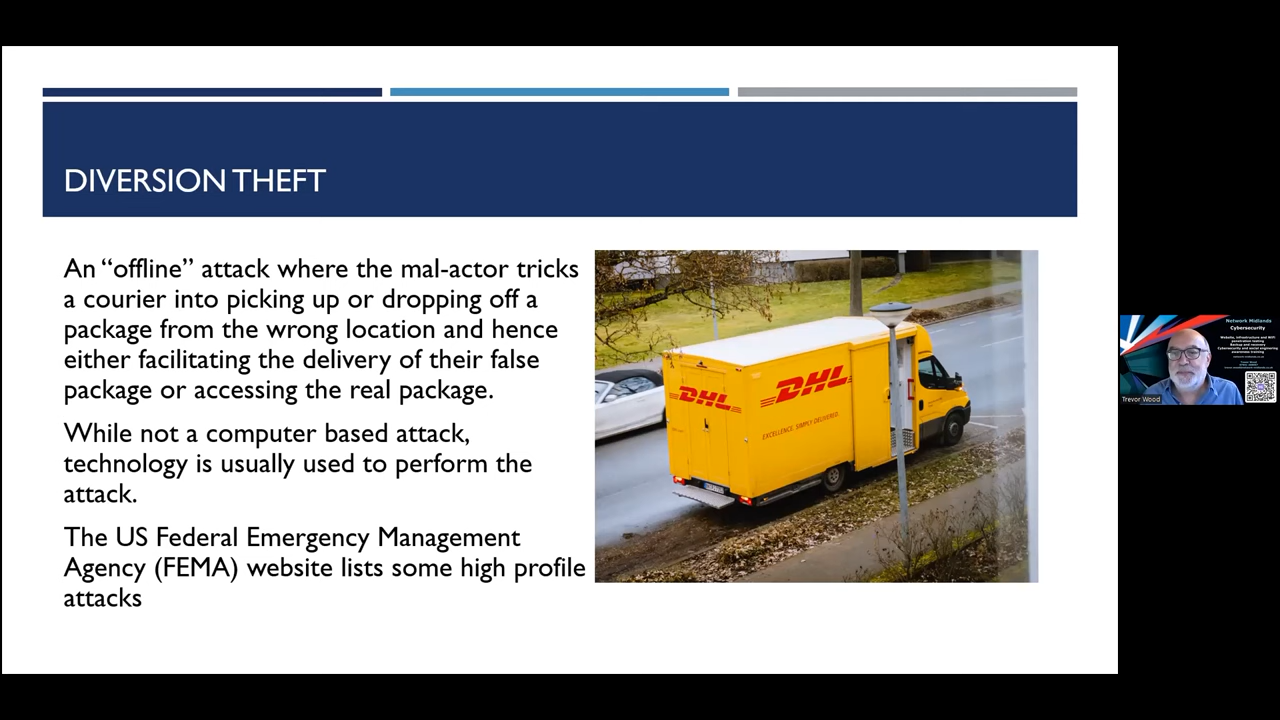 DIVERSION THEFT
An “offline” attack where the mal-actor tricks
a courier into picking up or dropping off a
package from the wrong location and hence
either facilitating the delivery of their false
package or accessing the real package.
While not a computer based attack,
technology is usually used to perform the
attack.
The US Federal Emergency Management
Agency (FEMA) website lists some high profile
attacks
DHL
DHL
EXCELLENCE. SIMPLY DELIVERED.
Network Midlands
Cybersecurity
Trevor Wood